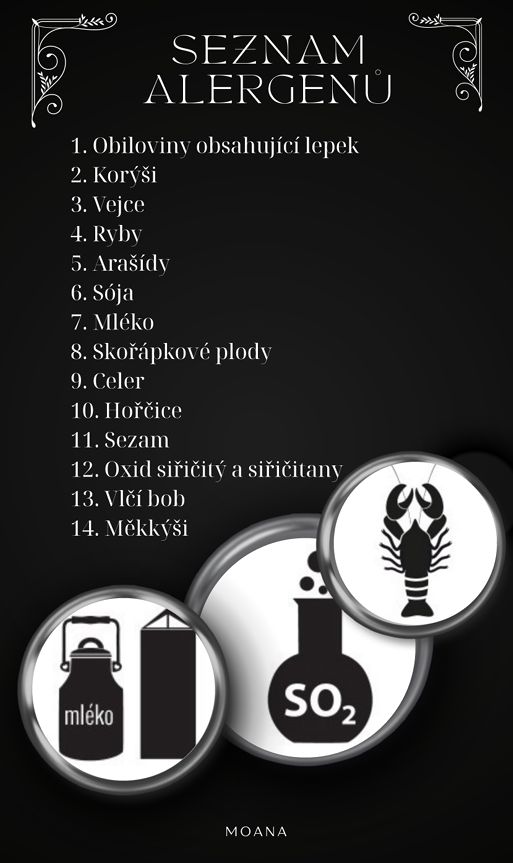 SEZNAM
ALERGENŮ
1. Obiloviny obsahující lepek
2. Korýši
3. Vejce
4. Ryby
5. Arašídy
6. Sója
7. Mléko
8. Skořápkové plody
9. Celer
10. Hořčice
11. Sezam
12. Oxid siřičitý a siřičitany
13. Vlčí bob
14. Měkkýši
SO₂
mléko
MOANA